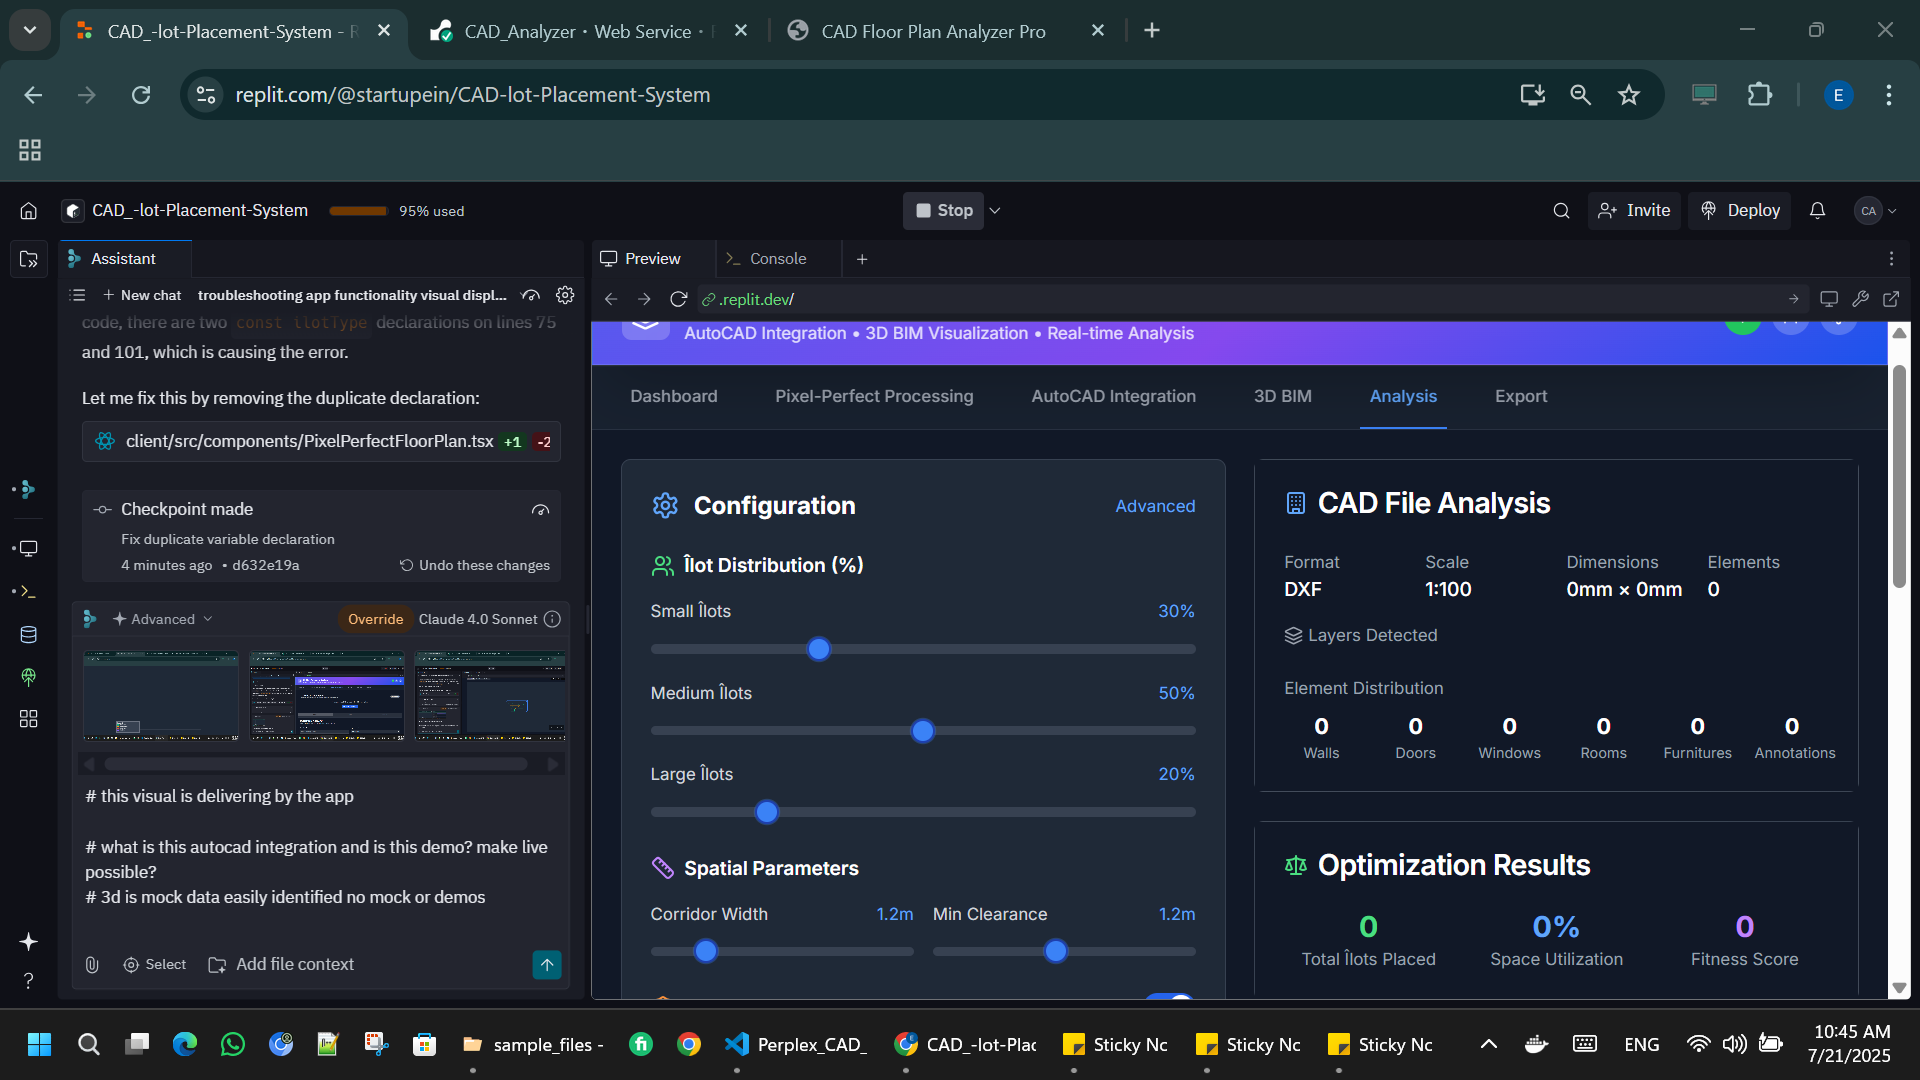 CAD_-lot-Placement-System - R
CAD_Analyzer • Web Service •
CAD Floor Plan Analyzer Pro
replit.com/@startupein/CAD-lot-Placement-System
E
CAD_-lot-Placement-System
95% used
Stop
Invite
Deploy
CA
Assistant
Preview
Console
New chat
troubleshooting app functionality visual displ...
.replit.dev/
code, there are two const ilotType declarations on lines 75
and 101, which is causing the error.
Let me fix this by removing the duplicate declaration:
client/src/components/PixelPerfectFloorPlan.tsx +1 -2
Checkpoint made
Fix duplicate variable declaration
4 minutes ago • d632e19a
Undo these changes
Advanced
Override
Claude 4.0 Sonnet
# this visual is delivering by the app
# what is this autocad integration and is this demo? make live
possible?
# 3d is mock data easily identified no mock or demos
Select
Add file context
AutoCAD Integration • 3D BIM Visualization • Real-time Analysis
Dashboard
Pixel-Perfect Processing
AutoCAD Integration
3D BIM
Analysis
Export
Configuration
Advanced
Îlot Distribution (%)
Small Îlots
30%
Medium Îlots
50%
Large Îlots
20%
Spatial Parameters
Corridor Width
1.2m
Min Clearance
1.2m
CAD File Analysis
Format
Scale
Dimensions
Elements
DXF
1:100
0mm × 0mm
0
Layers Detected
Element Distribution
0
0
0
0
0
0
Walls
Doors
Windows
Rooms
Furnitures
Annotations
Optimization Results
0
0%
0
Total Îlots Placed
Space Utilization
Fitness Score
sample_files -
Perplex_CAD_
CAD_-lot-Plac
Sticky Nc
Sticky Nc
Sticky Nc
ENG
10:45 AM
7/21/2025